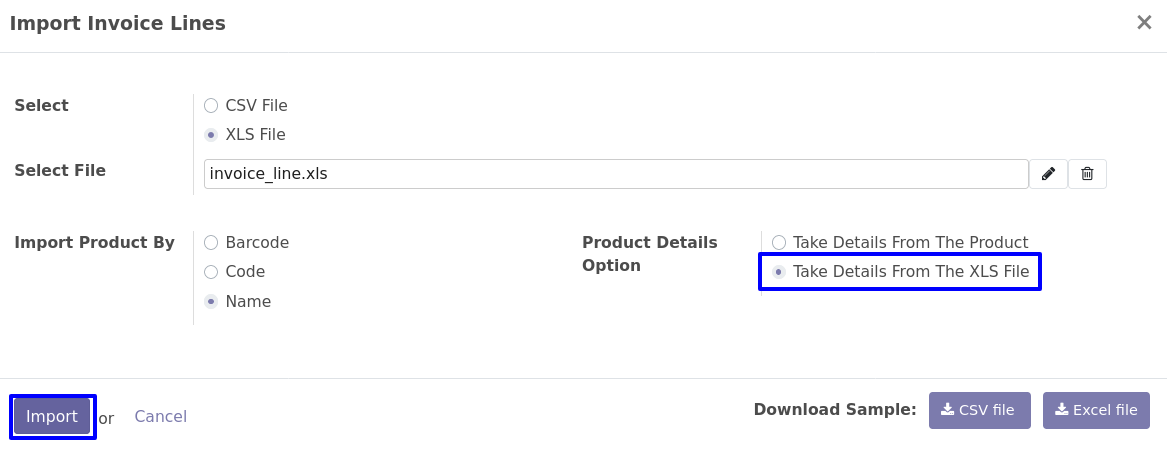 Import Invoice Lines
Select
CSV File
XLS File
Select File
invoice_line.xls
Import Product By
Barcode
Code
Name
Product Details
Option
Take Details From The Product
Take Details From The XLS File
Import or Cancel
Download Sample: CSV file Excel file